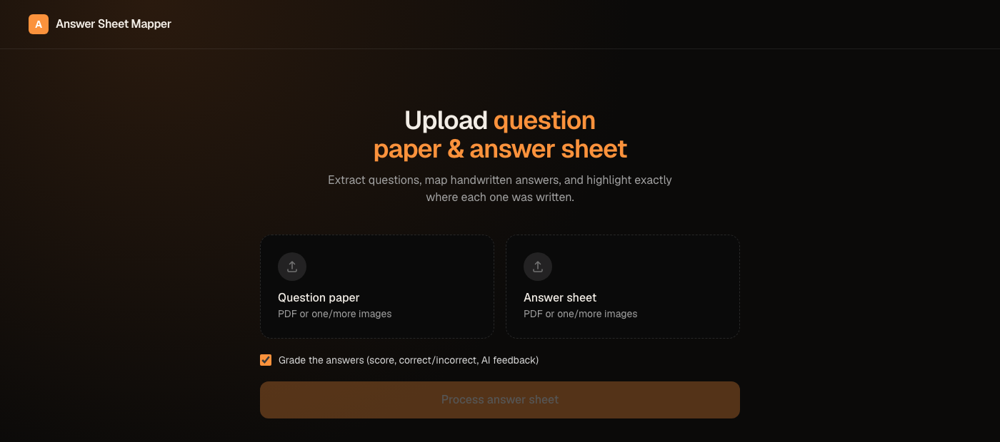 A Answer Sheet Mapper
Upload question
paper & answer sheet
Extract questions, map handwritten answers, and highlight exactly
where each one was written.
Question paper
PDF or one/more images
Answer sheet
PDF or one/more images
Grade the answers (score, correct/incorrect, AI feedback)
Process answer sheet